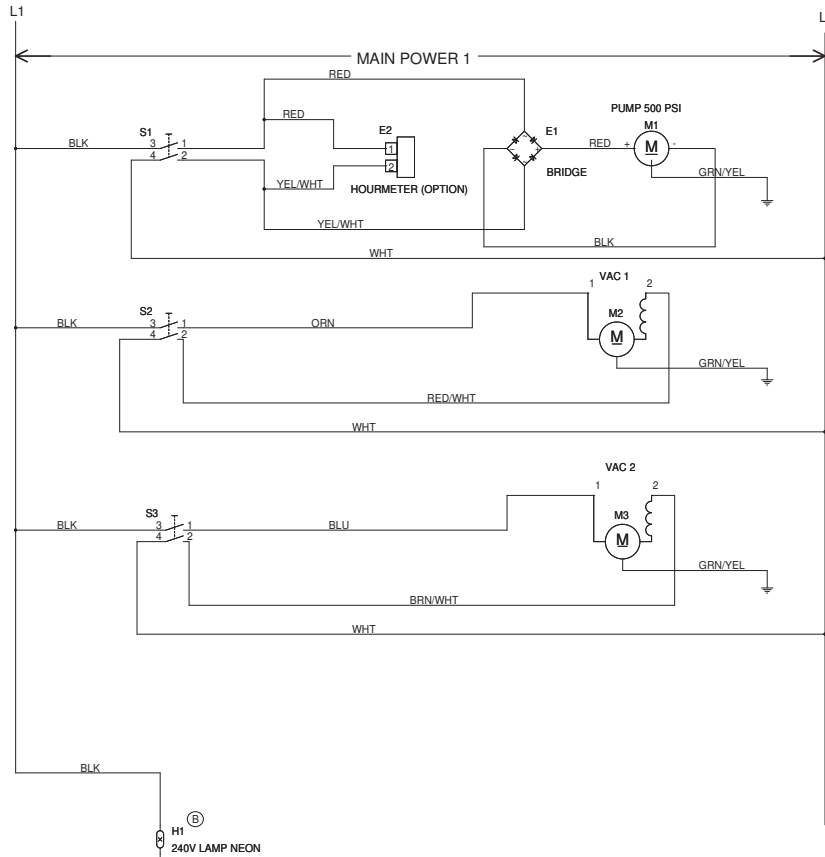 L1
L
MAIN POWER 1
RED
PUMP 500 PSI
M1
RED
S1
E2
E1
BLK
3 1
4 2
1
2
RED + M -
BRIDGE
GRN/YEL
YEL/WHT
HOURMETER (OPTION)
YEL/WHT
BLK
WHT
VAC 1
1 2
S2
M2
BLK
3 1
4 2
ORN
M
GRN/YEL
RED/WHT
WHT
VAC 2
1 2
S3
M3
BLK
3 1
4 2
BLU
M
GRN/YEL
BRN/WHT
WHT
BLK
B
H1
240V LAMP NEON